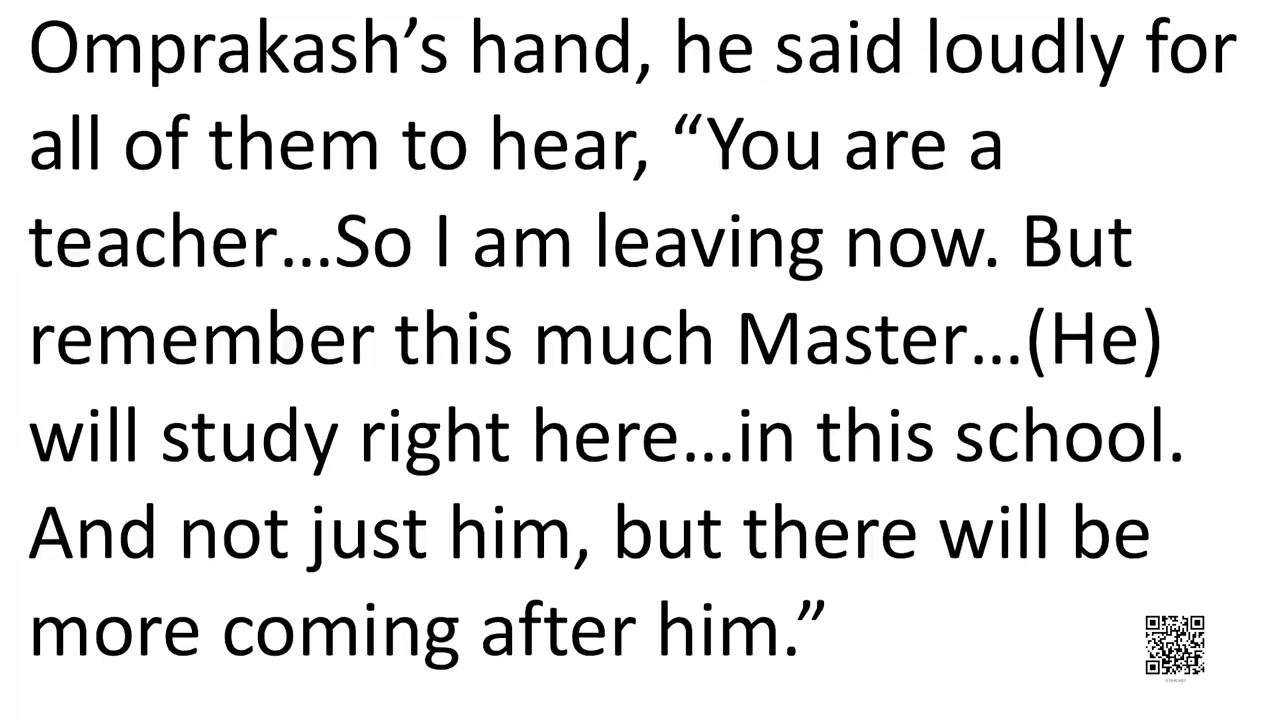 Omprakash’s hand, he said loudly for
all of them to hear, “You are a
teacher…So I am leaving now. But
remember this much Master…(He)
will study right here…in this school.
And not just him, but there will be
more coming after him.”